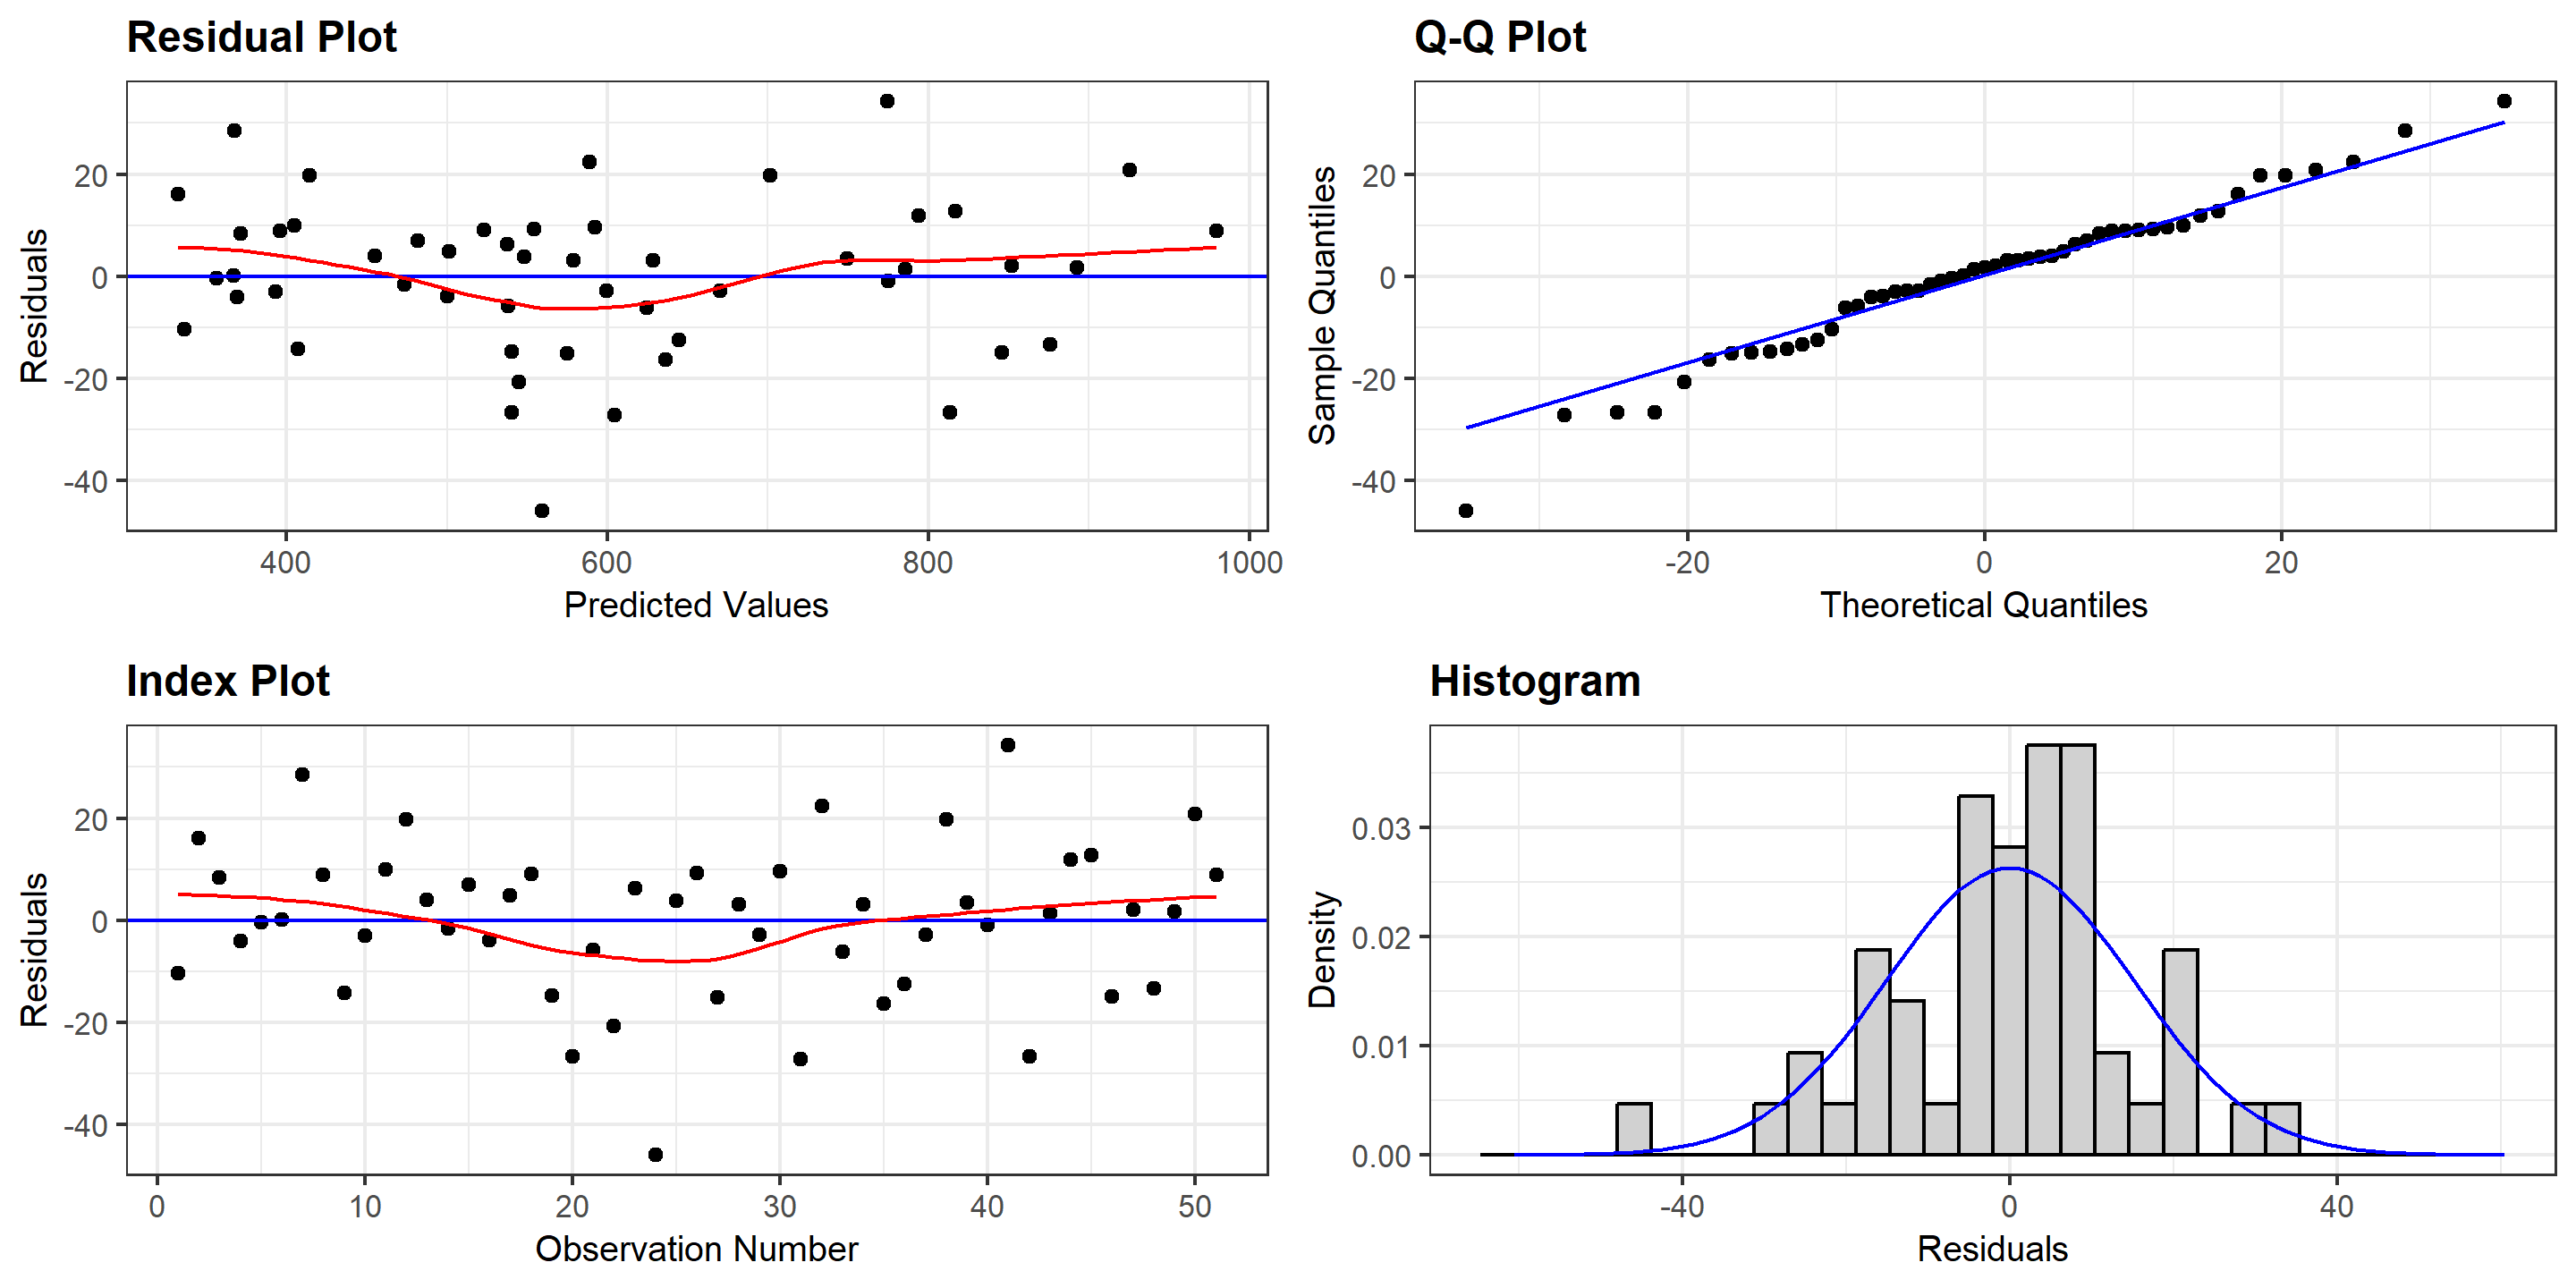 Residual Plot
20
0
-20
-40
Residuals
400 600 800 1000
Predicted Values
Q-Q Plot
20
0
-20
-40
Sample Quantiles
-20 0 20
Theoretical Quantiles
Index Plot
20
0
-20
-40
Residuals
0 10 20 30 40 50
Observation Number
Histogram
0.03
0.02
0.01
0.00
Density
-40 0 40
Residuals